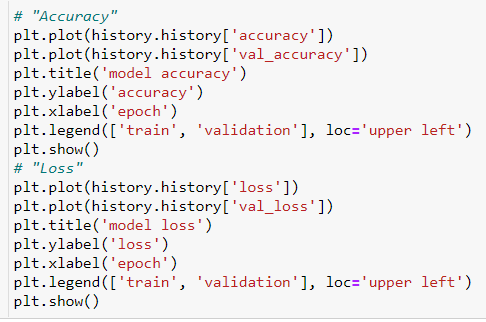 # "Accuracy"
plt.plot(history.history['accuracy'])
plt.plot(history.history['val_accuracy'])
plt.title('model accuracy')
plt.ylabel('accuracy')
plt.xlabel('epoch')
plt.legend(['train', 'validation'], loc='upper left')
plt.show()
# "Loss"
plt.plot(history.history['loss'])
plt.plot(history.history['val_loss'])
plt.title('model loss')
plt.ylabel('loss')
plt.xlabel('epoch')
plt.legend(['train', 'validation'], loc='upper left')
plt.show()